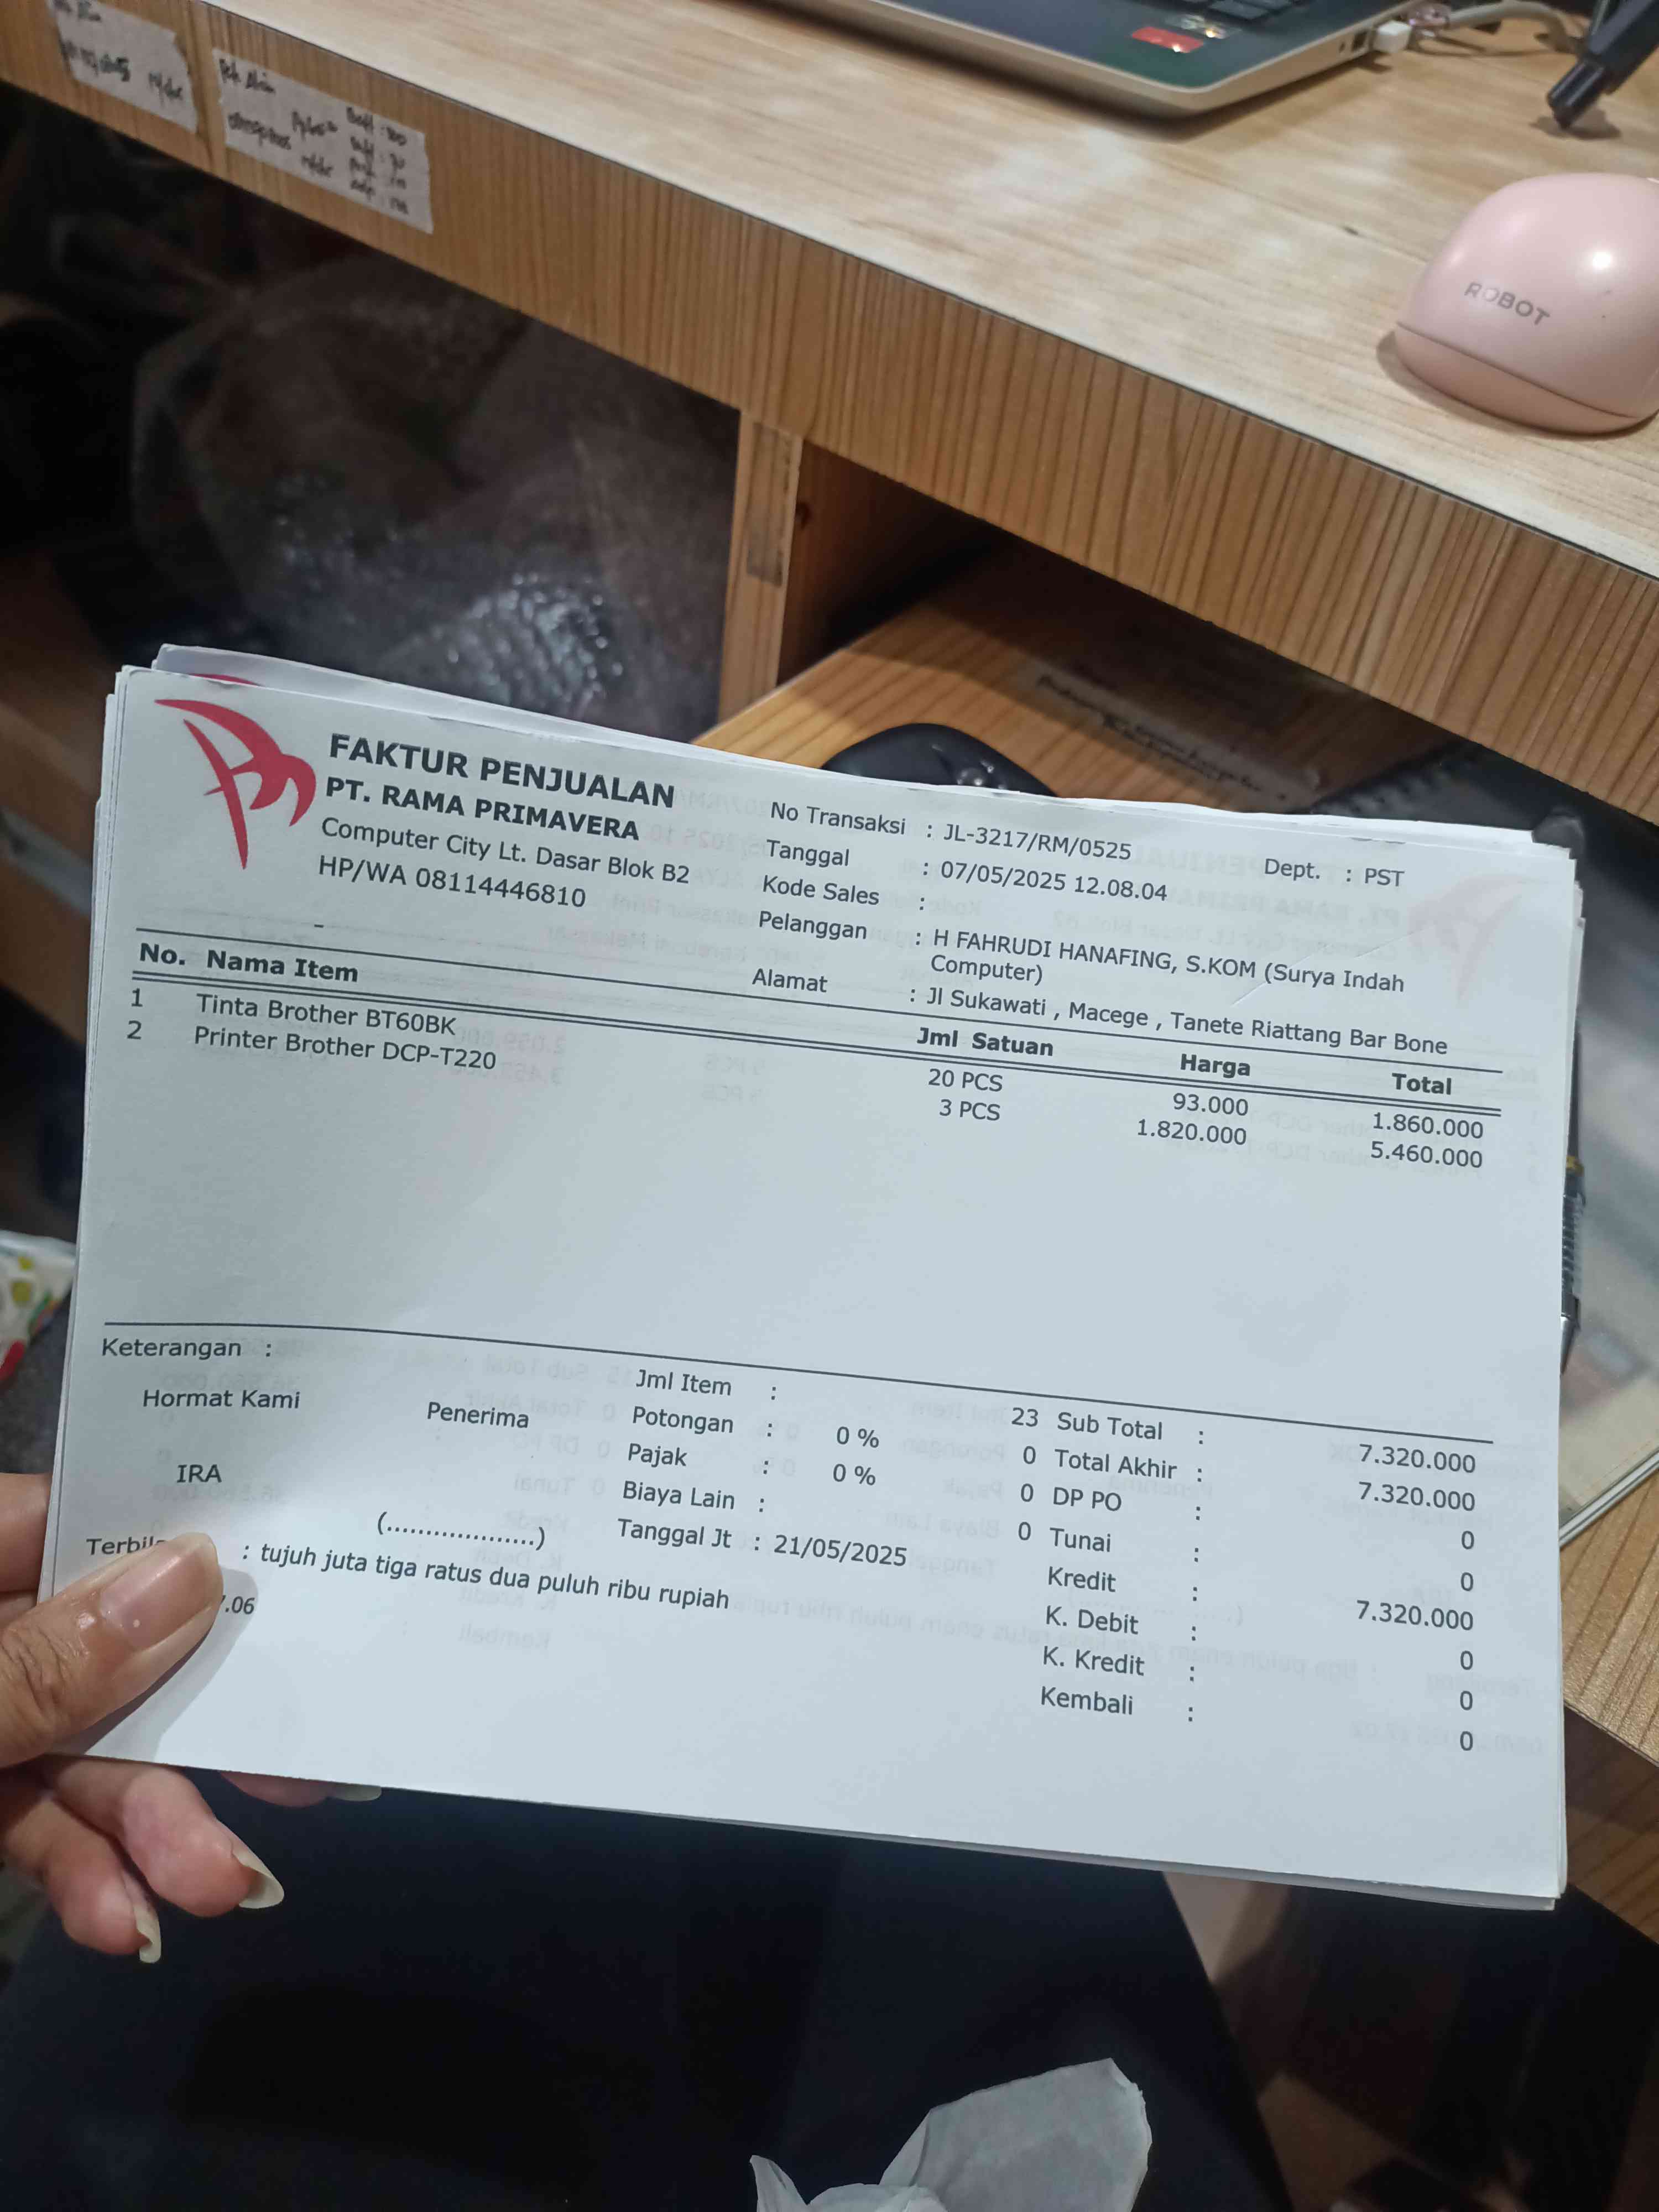 ROBOT
FAKTUR PENJUALAN
PT. RAMA PRIMAVERA
Computer City Lt. Dasar Blok B2
HP/WA 08114446810
-
No Transaksi : JL-3217/RM/0525
Dept. : PST
Tanggal : 07/05/2025 12.08.04
Kode Sales :
Pelanggan : H FAHRUDI HANAFING, S.KOM (Surya Indah
Computer)
Alamat : Jl Sukawati , Macege , Tanete Riattang Bar Bone
No. Nama Item Jml Satuan Harga Total
1 Tinta Brother BT60BK 20 PCS 93.000 1.860.000
2 Printer Brother DCP-T220 3 PCS 1.820.000 5.460.000
Keterangan :
Hormat Kami
Penerima
IRA
(...................)
Jml Item : 23
Potongan : 0 % 0
Pajak : 0 % 0
Biaya Lain : 0
Tanggal Jt : 21/05/2025
Sub Total : 7.320.000
Total Akhir : 7.320.000
DP PO : 0
Tunai : 0
Kredit : 7.320.000
K. Debit : 0
K. Kredit : 0
Kembali : 0
: tujuh juta tiga ratus dua puluh ribu rupiah
.06